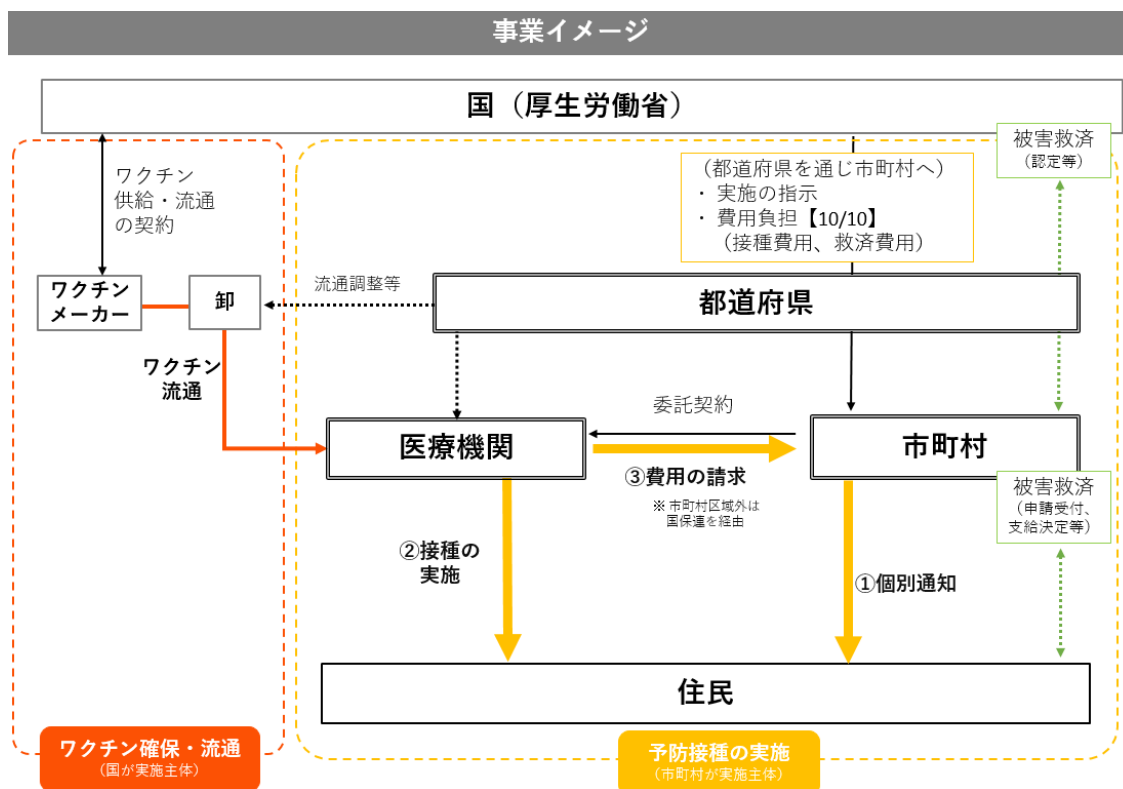 事業イメージ
国（厚生労働省）
被害救済
（認定等）
（都道府県を通じ市町村へ）
・ 実施の指示
・ 費用負担【10/10】
（接種費用、救済費用）
ワクチン
供給・流通
の契約
ワクチン
メーカー
卸
流通調整等
都道府県
ワクチン
流通
委託契約
医療機関
市町村
③費用の請求
※ 市町村区域外は
国保連を経由
被害救済
（申請受付、
支給決定等）
②接種の
実施
①個別通知
住民
ワクチン確保・流通
（国が実施主体）
予防接種の実施
（市町村が実施主体）